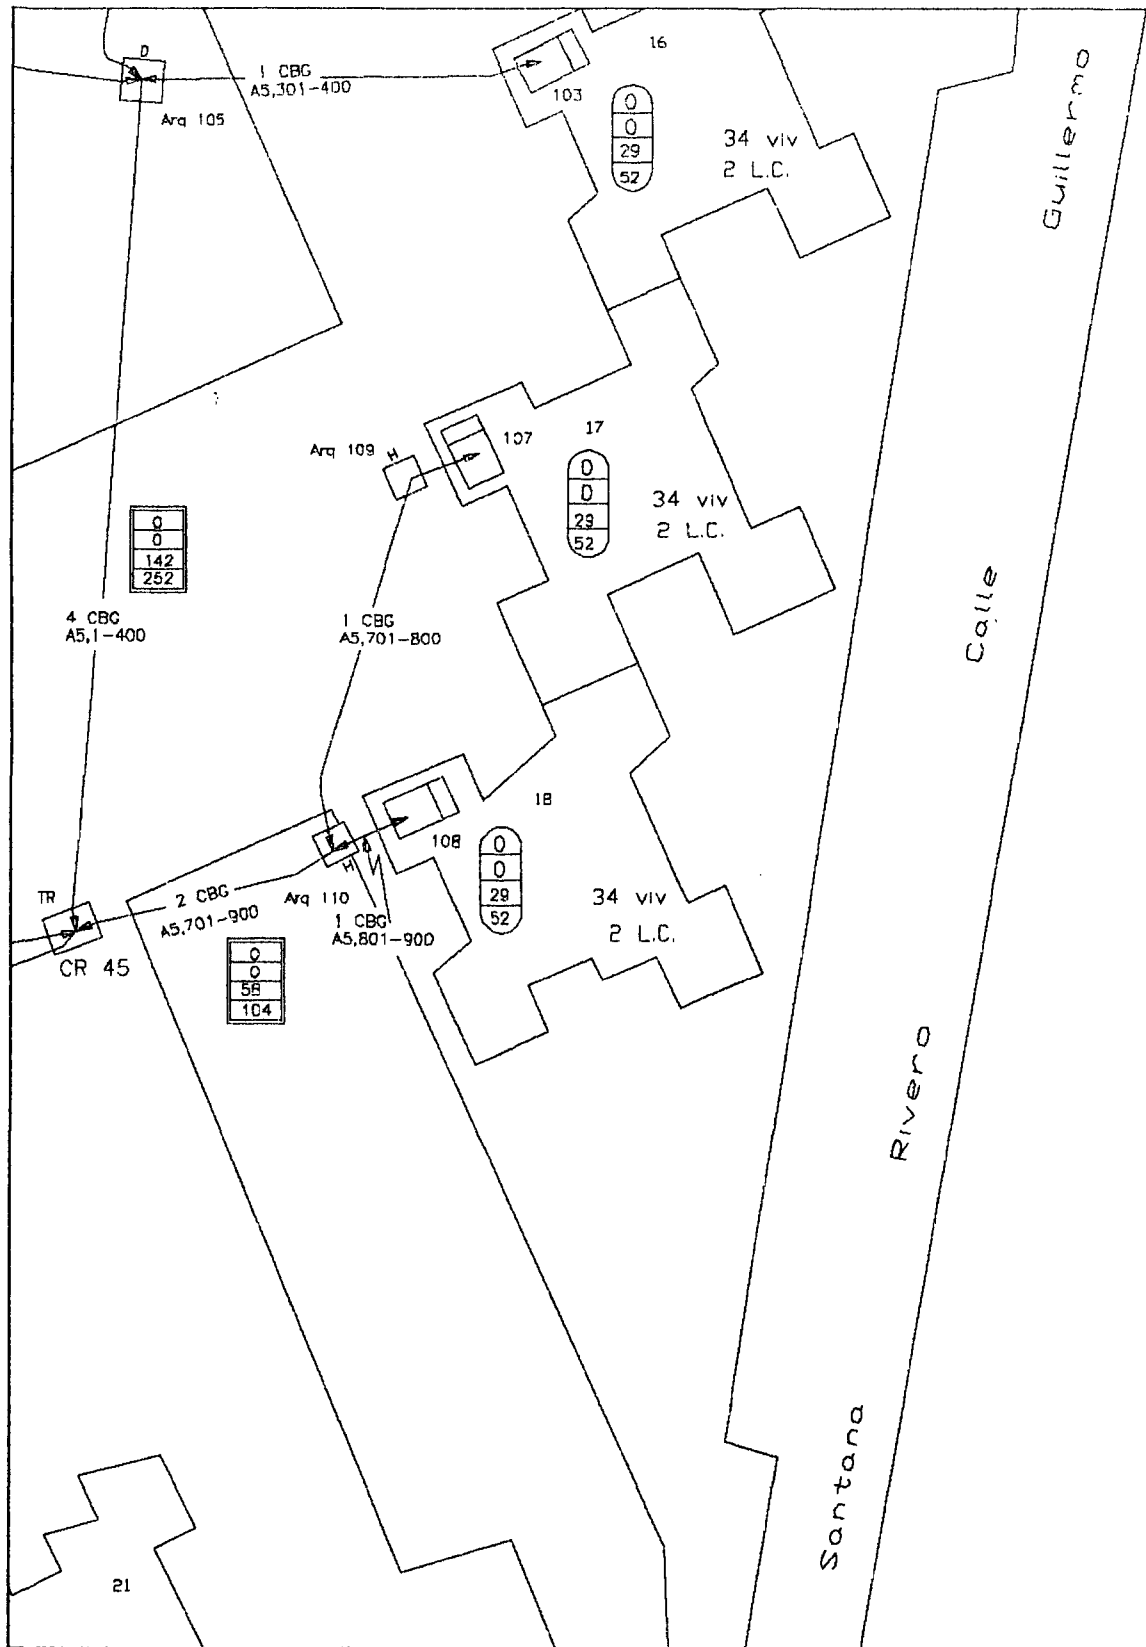 D
1 CBG
A5,301-400
Arq 105
103
16
0
0
29
52
34 viv
2 L.C.
Guillermo
Arq 109
H
107
17
0
0
29
52
34 viv
2 L.C.
0
0
142
252
4 CBG
A5,1-400
1 CBG
A5,701-800
Calle
18
108
0
0
29
52
34 viv
2 L.C.
TR
2 CBG
A5,701-900
Arq 110
H
1 CBG
A5,801-900
CR 45
0
0
58
104
Rivero
Santana
21